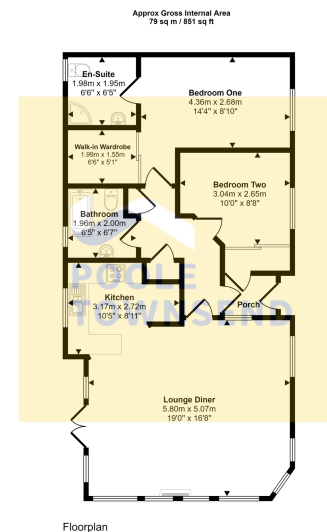 Approx Gross Internal Area
79 sq m / 851 sq ft
En-Suite
1.98m x 1.95m
6'6" x 6'5"
Bedroom One
4.36m x 2.68m
14'4" x 8'10"
Walk-in Wardrobe
1.99m x 1.55m
6'6" x 5'1"
Bedroom Two
3.04m x 2.65m
10'0" x 8'8"
Bathroom
1.96m x 2.00m
6'5" x 6'7"
POOLE
TOWNSEND
Kitchen
3.17m x 2.72m
10'5" x 8'11"
Porch
Lounge Diner
5.80m x 5.07m
19'0" x 16'8"
Floorplan